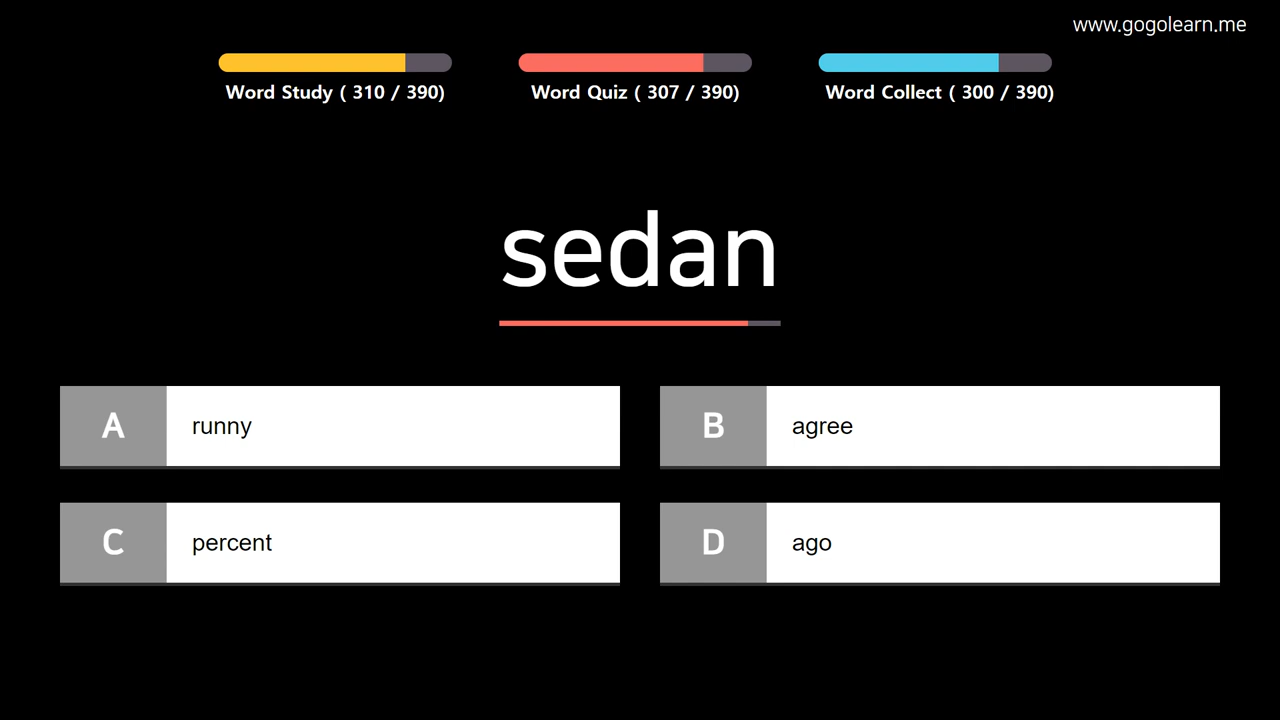 www.gogolearn.me
Word Study ( 310 / 390)
Word Quiz ( 307 / 390)
Word Collect ( 300 / 390)
sedan
A runny
B agree
C percent
D ago